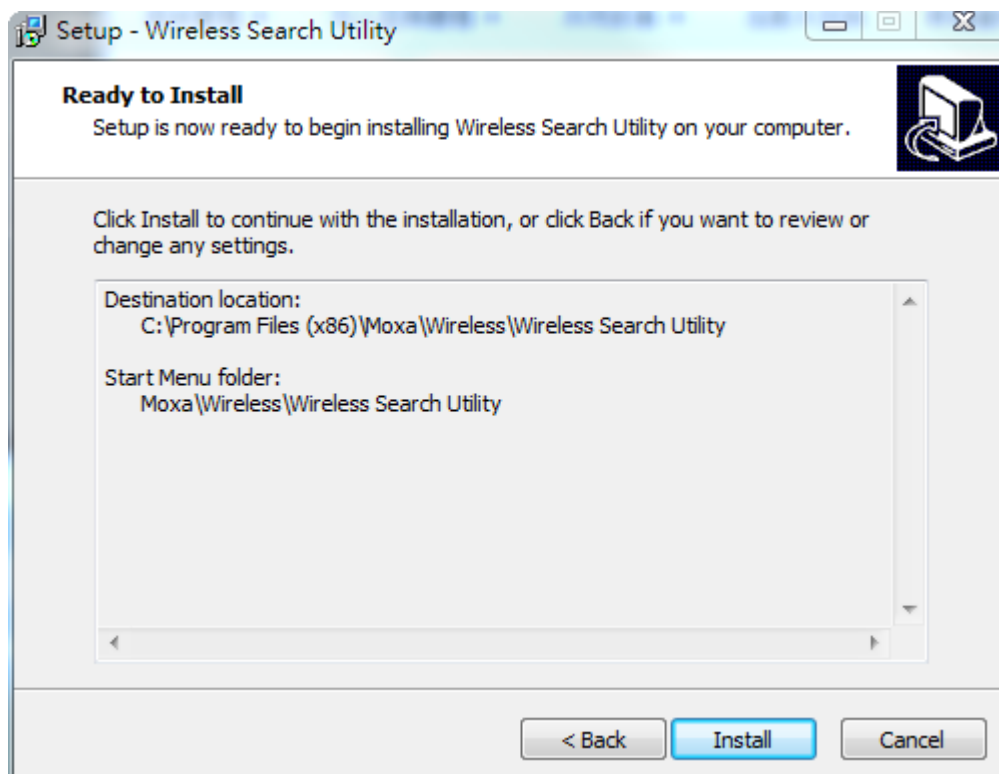 Setup - Wireless Search Utility
Ready to Install
Setup is now ready to begin installing Wireless Search Utility on your computer.
Click Install to continue with the installation, or click Back if you want to review or
change any settings.
Destination location:
C:\Program Files (x86)\Moxa\Wireless\Wireless Search Utility
Start Menu folder:
Moxa\Wireless\Wireless Search Utility
< Back
Install
Cancel